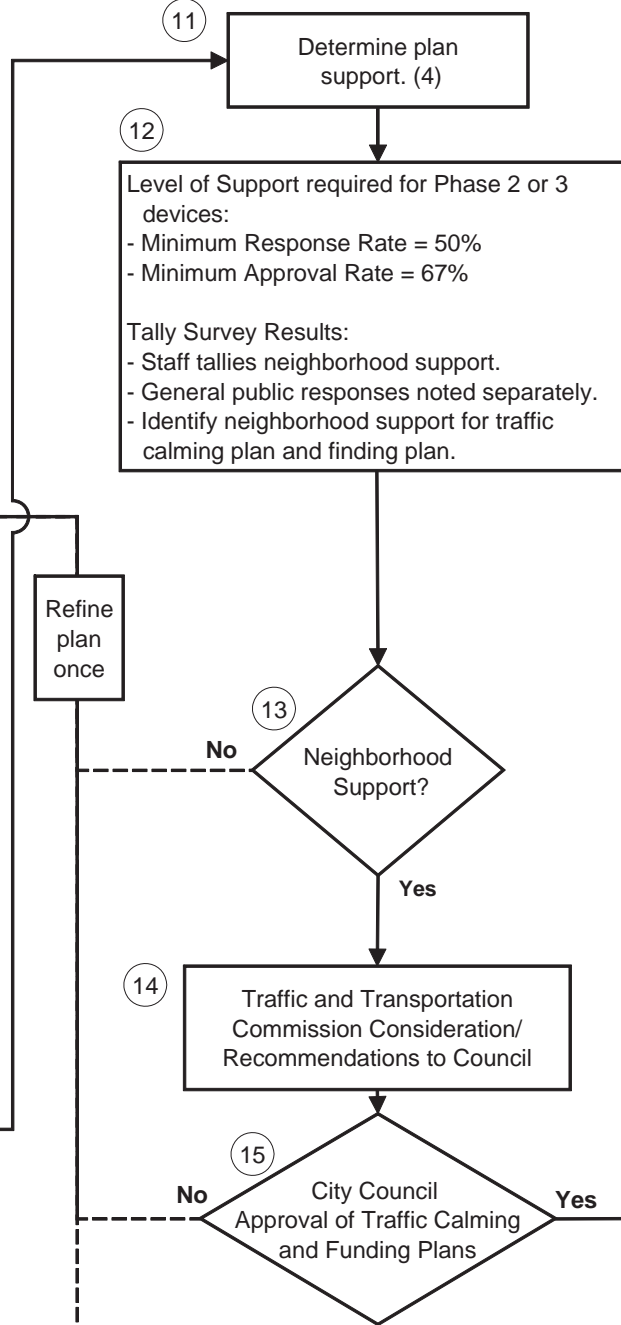 11
Determine plan
support. (4)
12
Level of Support required for Phase 2 or 3
devices:
- Minimum Response Rate = 50%
- Minimum Approval Rate = 67%
Tally Survey Results:
- Staff tallies neighborhood support.
- General public responses noted separately.
- Identify neighborhood support for traffic
calming plan and finding plan.
Refine
plan
once
13
No
Neighborhood
Support?
Yes
14
Traffic and Transportation
Commission Consideration/
Recommendations to Council
15
No
City Council
Approval of Traffic Calming
and Funding Plans
Yes